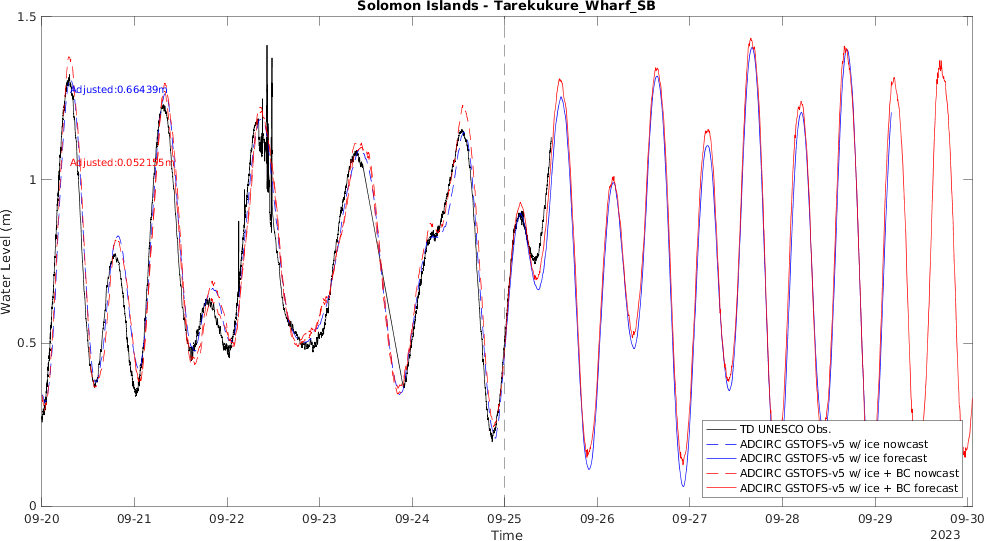 Solomon Islands - Tarekukure_Wharf_SB
1.5
Adjusted:0.66439m
Adjusted:0.052155m
1
Water Level (m)
0.5
TD UNESCO Obs.
ADCIRC GSTOFS-v5 w/ ice nowcast
ADCIRC GSTOFS-v5 w/ ice forecast
ADCIRC GSTOFS-v5 w/ ice + BC nowcast
ADCIRC GSTOFS-v5 w/ ice + BC forecast
0
09-20 09-21 09-22 09-23 09-24 09-25 09-26 09-27 09-28 09-29 09-30
Time 2023